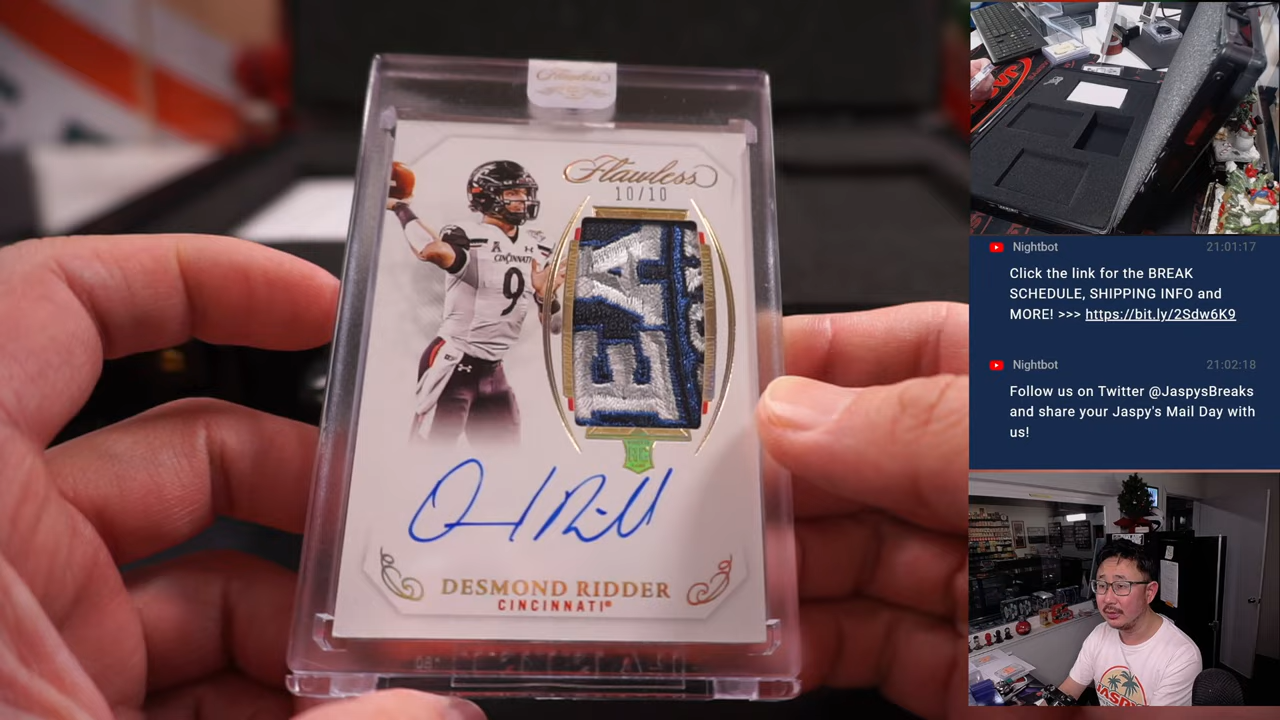 Flawless
Flawless
10/10
CINCINNATI
9
RC
DESMOND RIDDER
CINCINNATI®
Nightbot
21:01:17
Click the link for the BREAK
SCHEDULE, SHIPPING INFO and
MORE! >>> https://bit.ly/2Sdw6K9
Nightbot
21:02:18
Follow us on Twitter @JaspysBreaks
and share your Jaspy's Mail Day with
us!